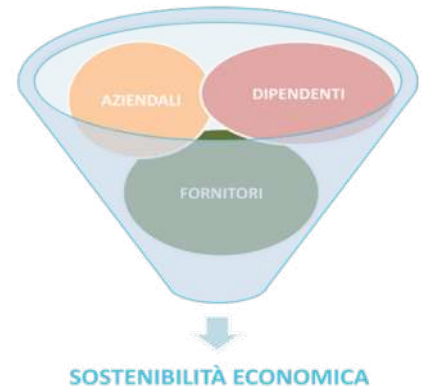 AZIENDALI
DIPENDENTI
FORNITORI
SOSTENIBILITÀ ECONOMICA